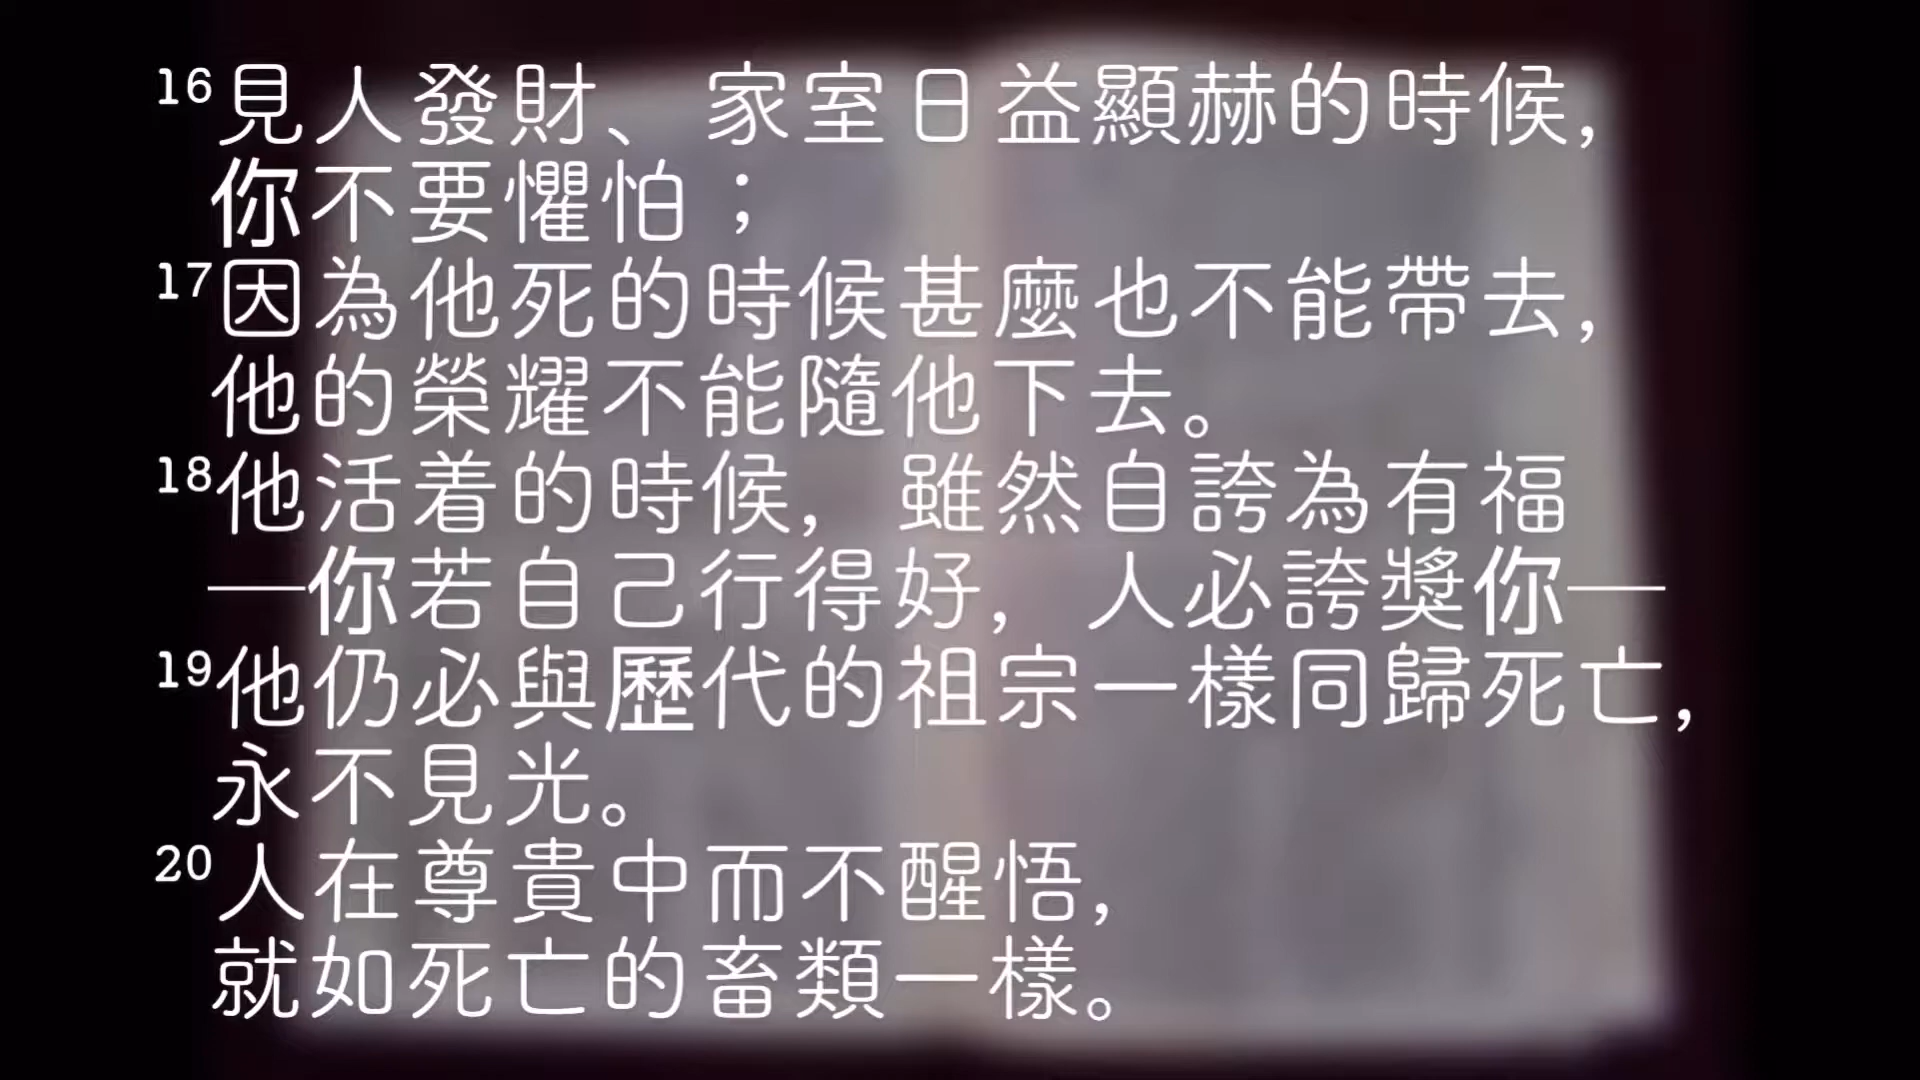 16見人發財、家室日益顯赫的時候,
你不要懼怕；
17因為他死的時候甚麼也不能帶去,
他的榮耀不能隨他下去。
18他活着的時候, 雖然自誇為有福
—你若自己行得好, 人必誇獎你—
19他仍必與歷代的祖宗一樣同歸死亡,
永不見光。
20人在尊貴中而不醒悟,
就如死亡的畜類一樣。